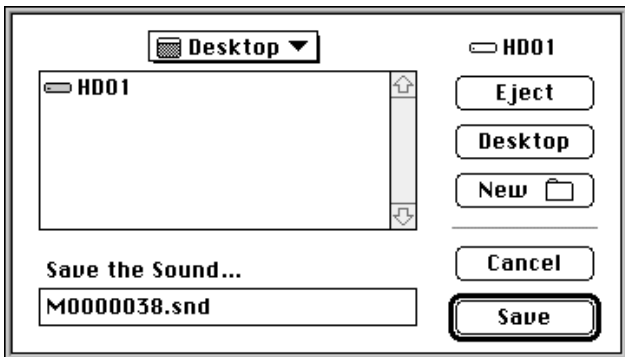 Desktop
HD01
HD01
Eject
Desktop
New
Save the Sound...
M0000038.snd
Cancel
Save